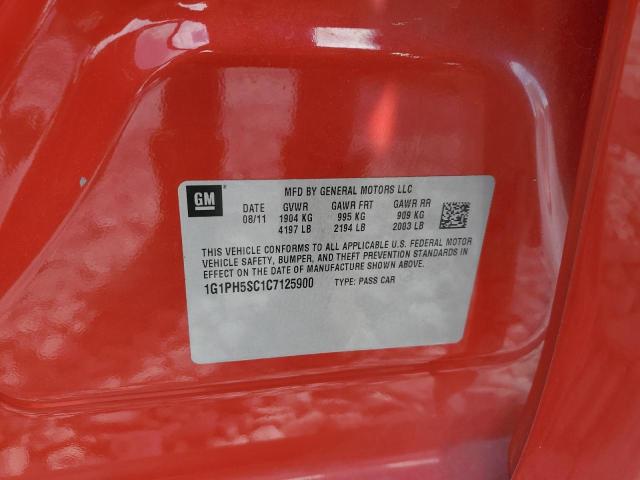 GM
MFD BY GENERAL MOTORS LLC
DATE GVWR GAWR FRT GAWR RR
08/11 1904 KG 995 KG 909 KG
4197 LB 2194 LB 2003 LB
THIS VEHICLE CONFORMS TO ALL APPLICABLE U.S. FEDERAL MOTOR
VEHICLE SAFETY, BUMPER, AND THEFT PREVENTION STANDARDS IN
EFFECT ON THE DATE OF MANUFACTURE SHOWN ABOVE.
1G1PH5SC1C7125900 TYPE: PASS CAR